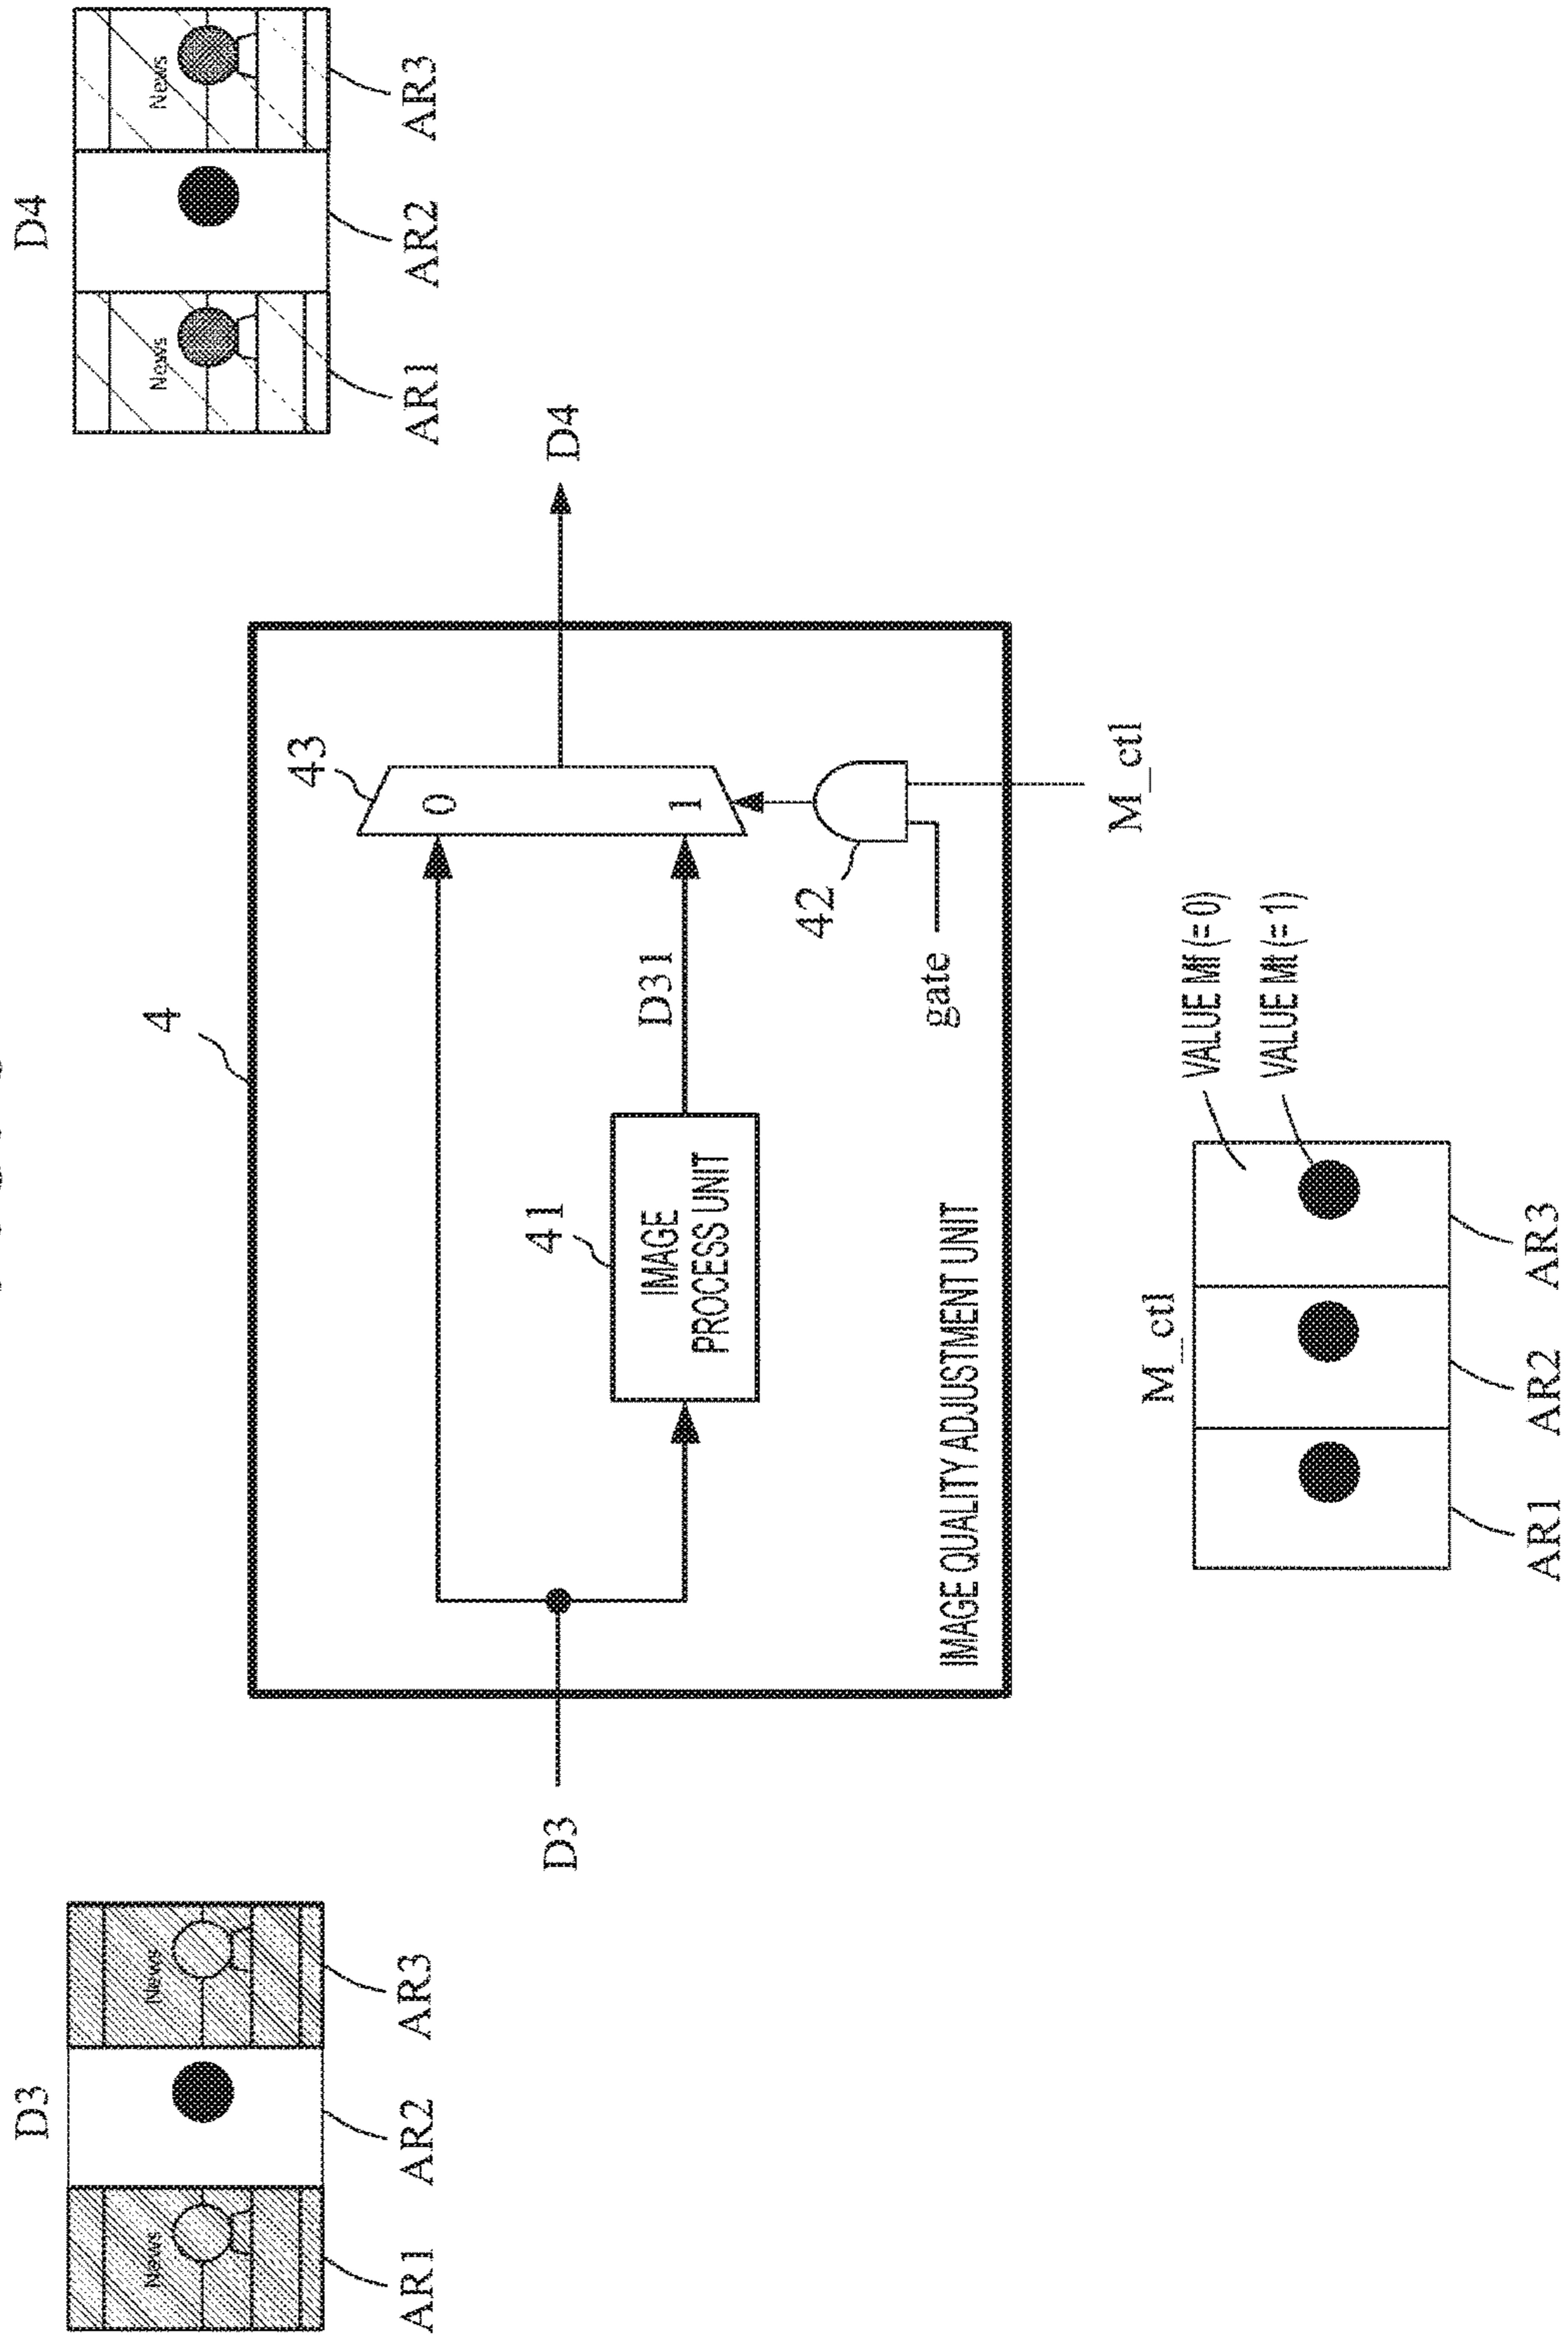 D3
News
News
AR1
AR2
AR3
D4
News
News
AR1
AR2
AR3
4
D3
41
IMAGE
PROCESS UNIT
D31
43
0
1
D4
42
gate
IMAGE QUALITY ADJUSTMENT UNIT
M_ctl
M_ctl
VALUE Mf (= 0)
VALUE Mt (= 1)
AR1
AR2
AR3